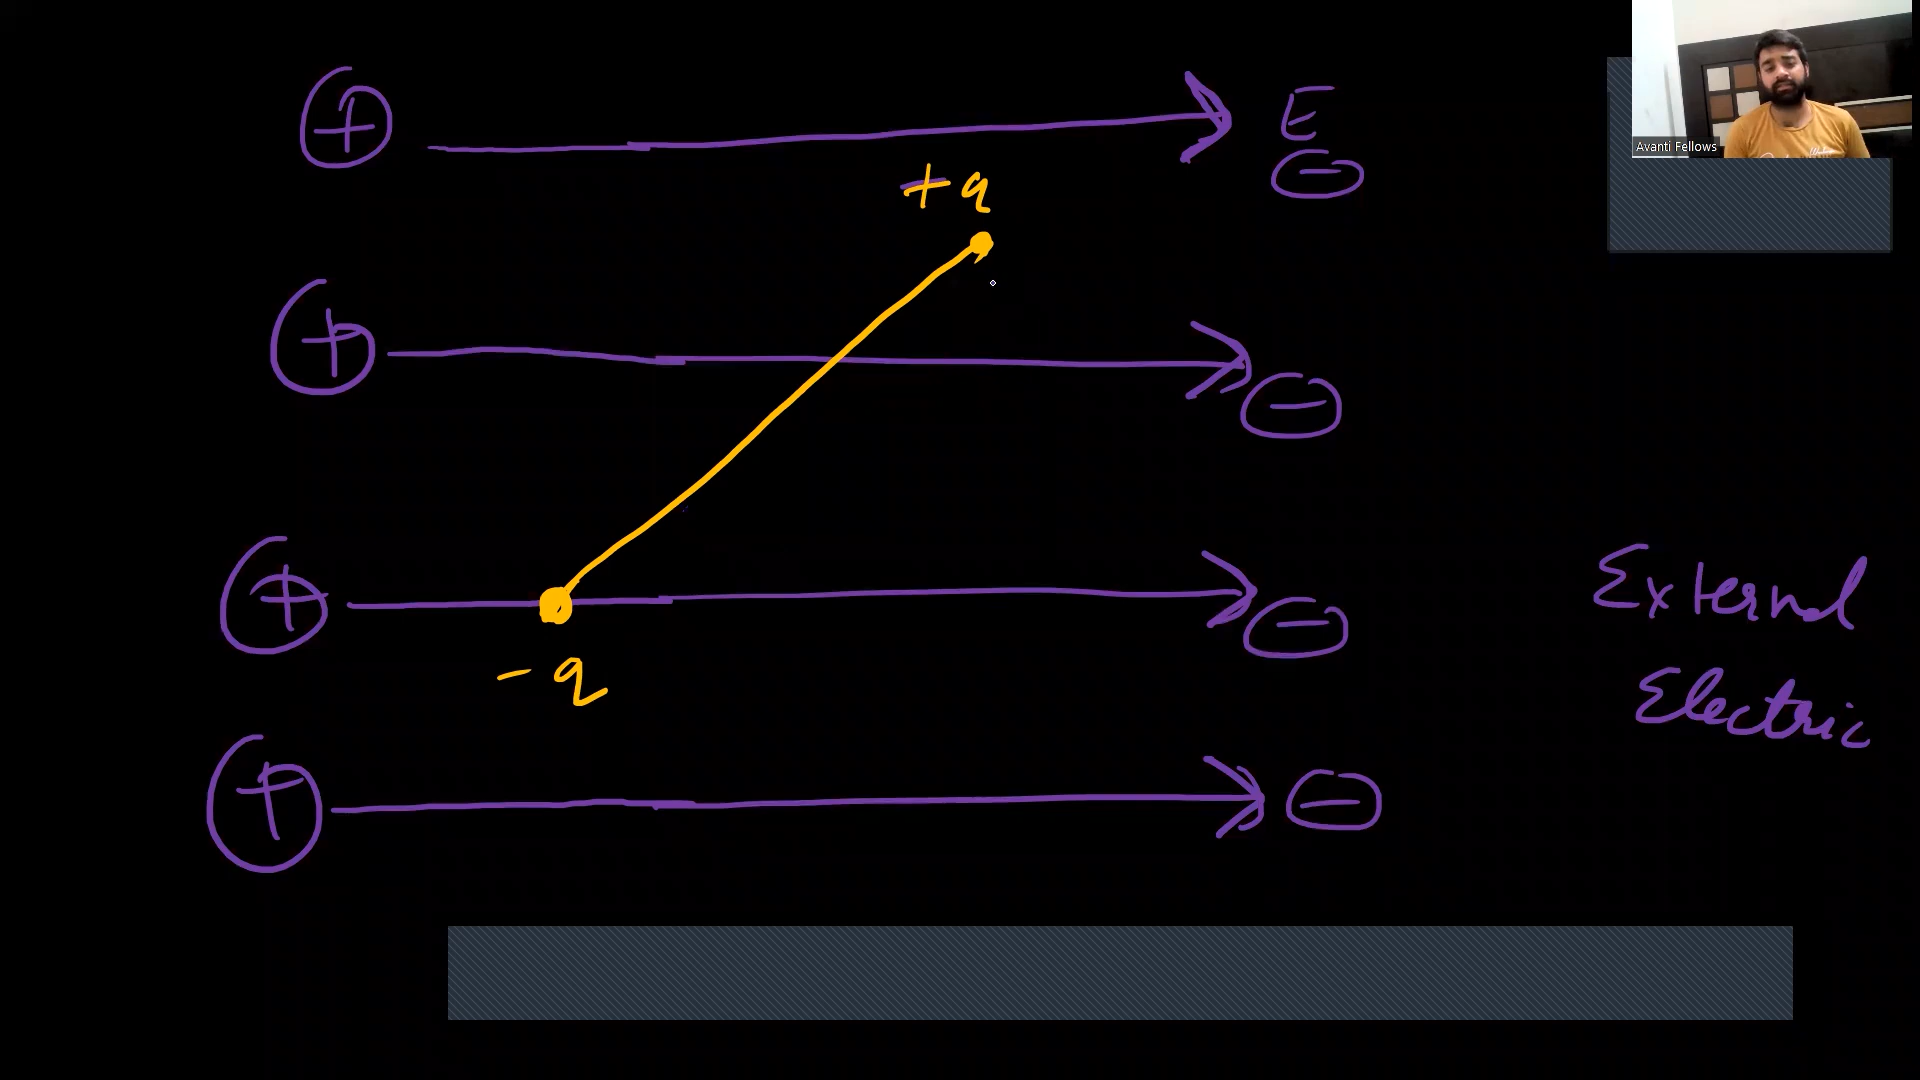 Avanti Fellows
+ E
-
+q
+ -
+ -
-q
External
Electric
+ -